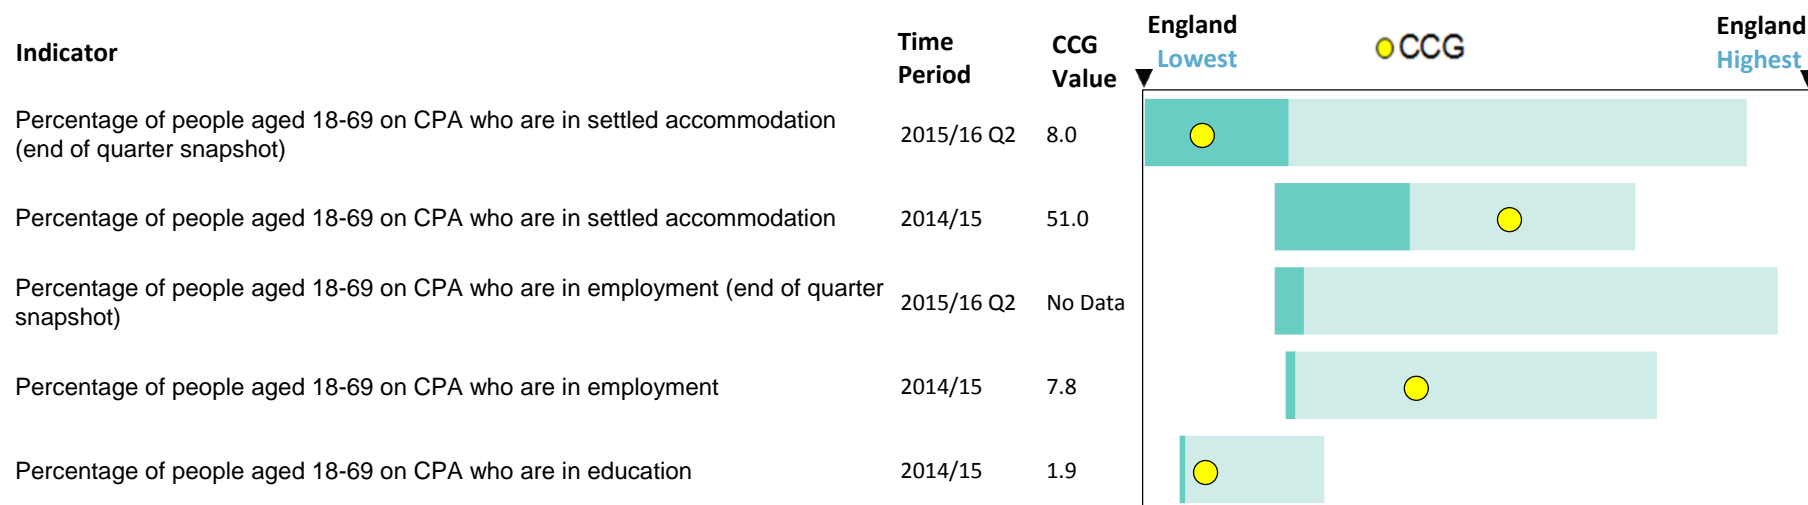 Indicator
Time
Period
CCG
Value
England
Lowest
CCG
England
Highest
Percentage of people aged 18-69 on CPA who are in settled accommodation
(end of quarter snapshot)
2015/16 Q2
8.0
Percentage of people aged 18-69 on CPA who are in settled accommodation
2014/15
51.0
Percentage of people aged 18-69 on CPA who are in employment (end of quarter
snapshot)
2015/16 Q2
No Data
Percentage of people aged 18-69 on CPA who are in employment
2014/15
7.8
Percentage of people aged 18-69 on CPA who are in education
2014/15
1.9